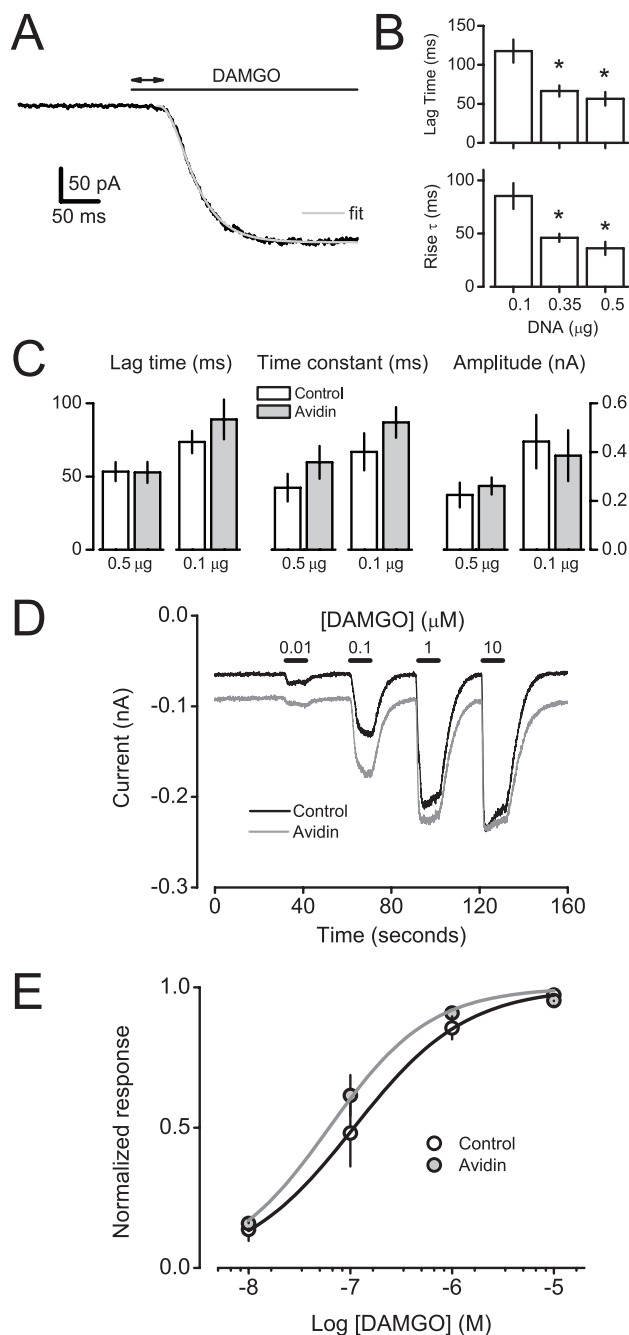 A
DAMGO
50 pA
50 ms
fit
B
Lag Time (ms)
150
100
50
0
Rise τ (ms)
100
50
0
0.1 0.35 0.5
DNA (μg)
* *
* *
C
Lag time (ms) Time constant (ms) Amplitude (nA)
Control
Avidin
100
50
0
0.6
0.4
0.2
0.0
0.5 μg 0.1 μg 0.5 μg 0.1 μg 0.5 μg 0.1 μg
D
[DAMGO] (μM)
0.01 0.1 1 10
Current (nA)
0.0
-0.1
-0.2
-0.3
Control
Avidin
0 40 80 120 160
Time (seconds)
E
Normalized response
1.0
0.5
0.0
Control
Avidin
-8 -7 -6 -5
Log [DAMGO] (M)